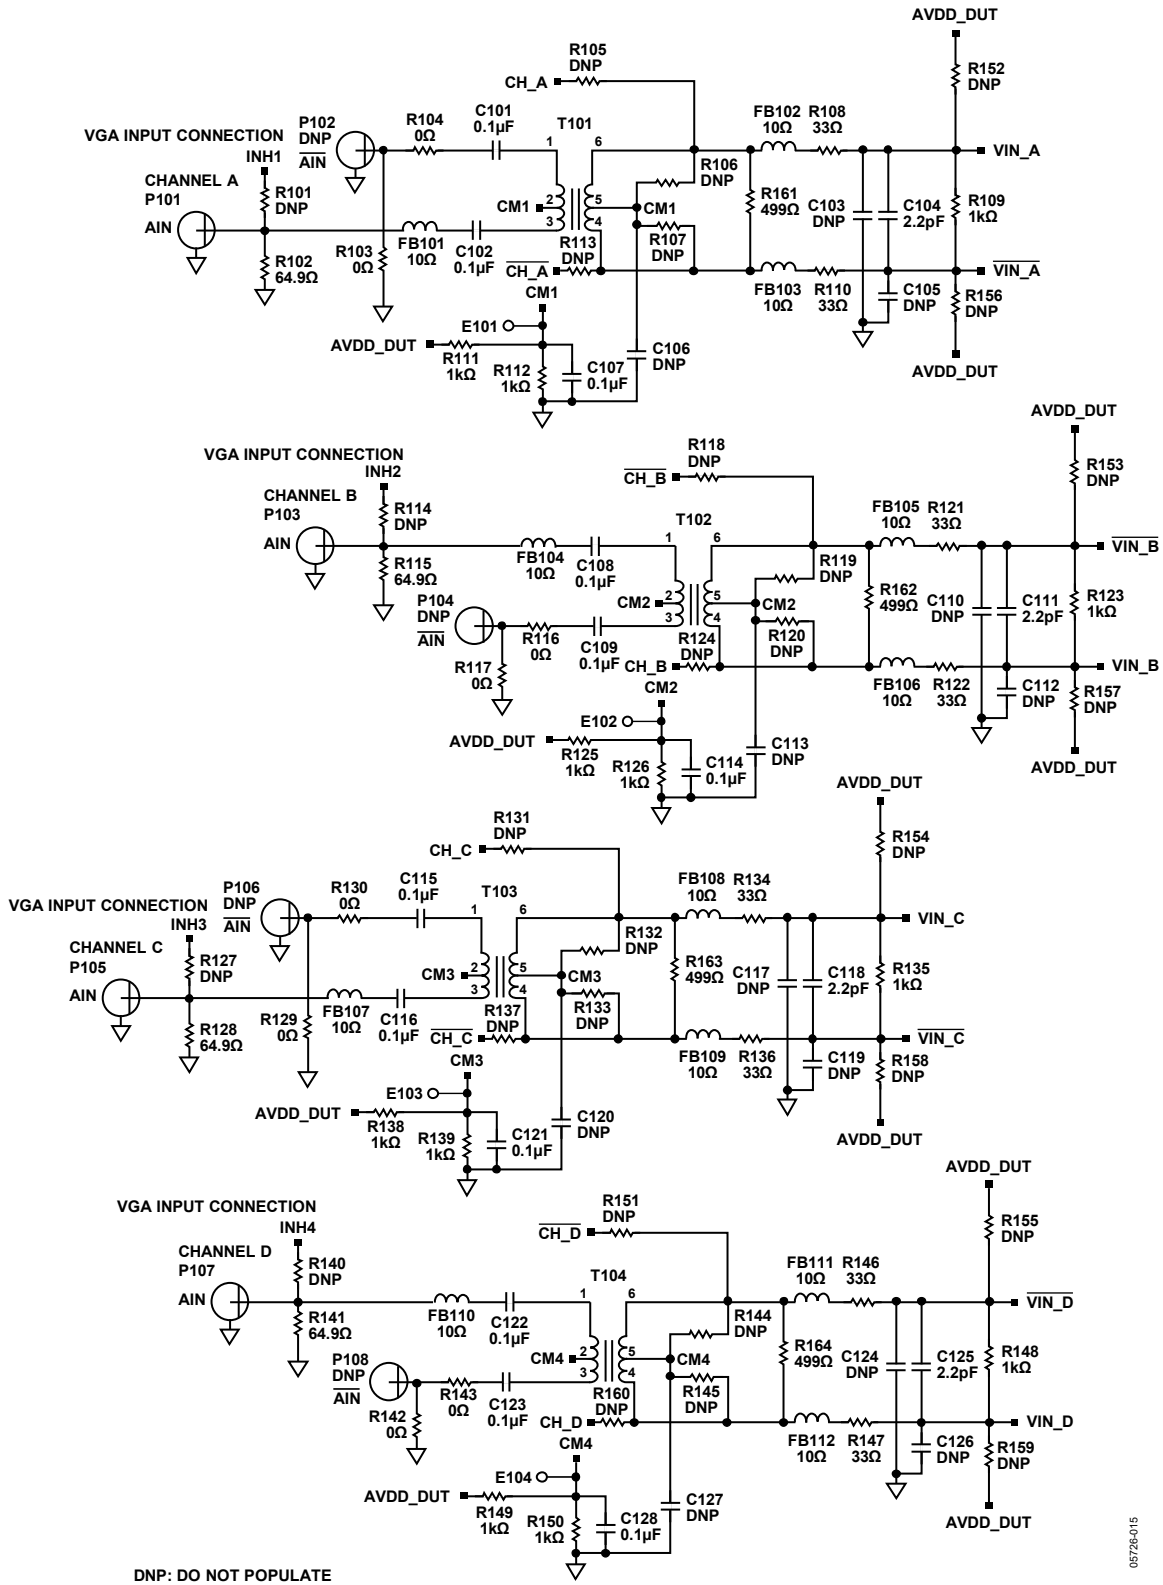 AVDD_DUT
R105
DNP
CH_A
R152
DNP
VGA INPUT CONNECTION
INH1
P102
DNP
AIN
R104
0Ω
C101
0.1µF
T101
1
6
FB102
10Ω
R108
33Ω
VIN_A
CHANNEL A
P101
AIN
R101
DNP
R106
DNP
R161
499Ω
C103
DNP
C104
2.2pF
R109
1kΩ
CM1
2
5
CM1
3
4
R102
64.9Ω
R103
0Ω
FB101
10Ω
C102
0.1µF
R113
DNP
CH_A
R107
DNP
FB103
10Ω
R110
33Ω
C105
DNP
VIN_A
R156
DNP
AVDD_DUT
CM1
E101
AVDD_DUT
R111
1kΩ
R112
1kΩ
C107
0.1µF
C106
DNP
AVDD_DUT
R118
DNP
CH_B
R153
DNP
VGA INPUT CONNECTION
INH2
CHANNEL B
P103
AIN
R114
DNP
R115
64.9Ω
FB104
10Ω
C108
0.1µF
T102
1
6
FB105
10Ω
R121
33Ω
VIN_B
R119
DNP
R162
499Ω
C110
DNP
C111
2.2pF
R123
1kΩ
CM2
2
5
CM2
3
4
P104
DNP
AIN
R116
0Ω
R117
0Ω
C109
0.1µF
R124
DNP
CH_B
R120
DNP
FB106
10Ω
R122
33Ω
C112
DNP
VIN_B
R157
DNP
AVDD_DUT
CM2
E102
AVDD_DUT
R125
1kΩ
R126
1kΩ
C114
0.1µF
C113
DNP
AVDD_DUT
R131
DNP
CH_C
R154
DNP
VGA INPUT CONNECTION
INH3
P106
DNP
AIN
R130
0Ω
C115
0.1µF
T103
1
6
FB108
10Ω
R134
33Ω
VIN_C
CHANNEL C
P105
AIN
R127
DNP
R132
DNP
R163
499Ω
C117
DNP
C118
2.2pF
R135
1kΩ
CM3
2
5
CM3
3
4
R128
64.9Ω
R129
0Ω
FB107
10Ω
C116
0.1µF
R137
DNP
CH_C
R133
DNP
FB109
10Ω
R136
33Ω
C119
DNP
VIN_C
R158
DNP
AVDD_DUT
CM3
E103
AVDD_DUT
R138
1kΩ
R139
1kΩ
C121
0.1µF
C120
DNP
AVDD_DUT
R151
DNP
CH_D
R155
DNP
VGA INPUT CONNECTION
INH4
CHANNEL D
P107
AIN
R140
DNP
R141
64.9Ω
FB110
10Ω
C122
0.1µF
T104
1
6
FB111
10Ω
R146
33Ω
VIN_D
R144
DNP
R164
499Ω
C124
DNP
C125
2.2pF
R148
1kΩ
CM4
2
5
CM4
3
4
P108
DNP
AIN
R143
0Ω
R142
0Ω
C123
0.1µF
R160
DNP
CH_D
R145
DNP
FB112
10Ω
R147
33Ω
C126
DNP
VIN_D
R159
DNP
AVDD_DUT
CM4
E104
AVDD_DUT
R149
1kΩ
R150
1kΩ
C128
0.1µF
C127
DNP
DNP: DO NOT POPULATE
05726-015